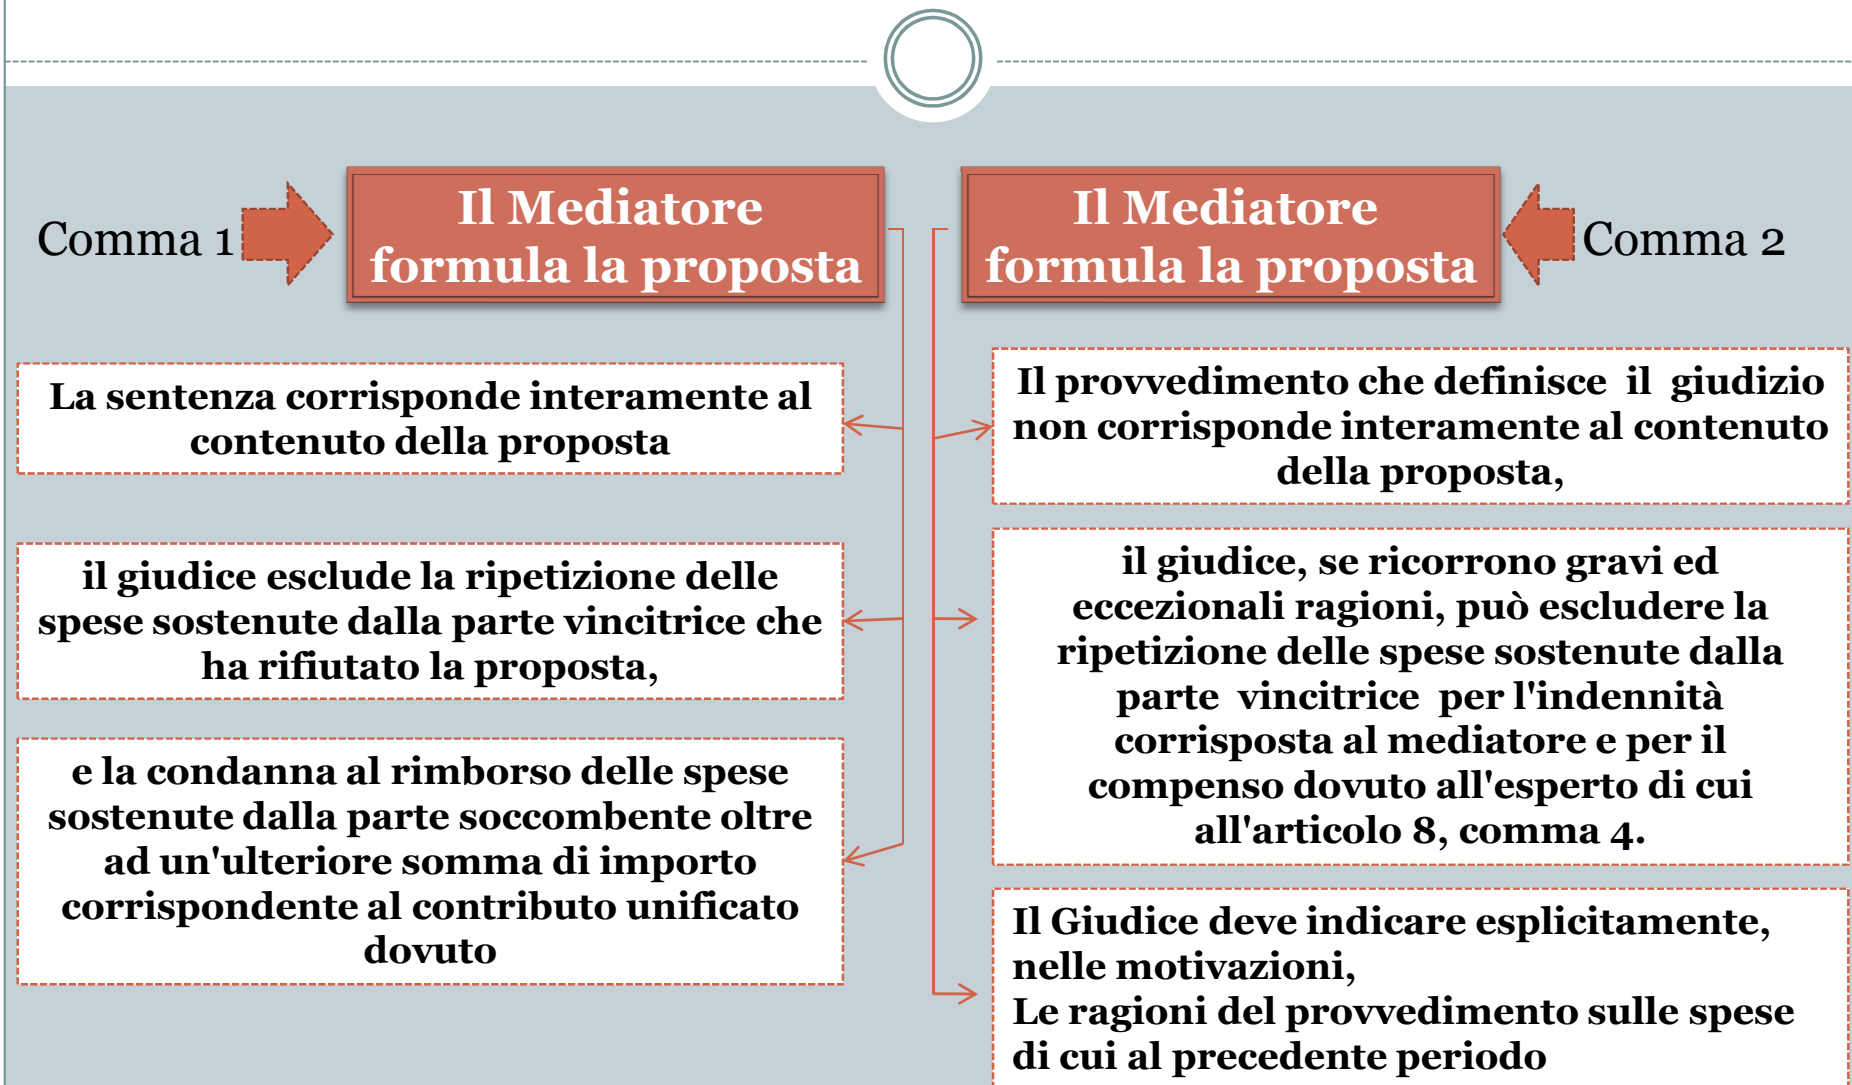 Comma 1
Il Mediatore
formula la proposta
La sentenza corrisponde interamente al
contenuto della proposta
il giudice esclude la ripetizione delle
spese sostenute dalla parte vincitrice che
ha rifiutato la proposta,
e la condanna al rimborso delle spese
sostenute dalla parte soccombente oltre
ad un'ulteriore somma di importo
corrispondente al contributo unificato
dovuto
Il Mediatore
formula la proposta
Comma 2
Il provvedimento che definisce il giudizio
non corrisponde interamente al contenuto
della proposta,
il giudice, se ricorrono gravi ed
eccezionali ragioni, può escludere la
ripetizione delle spese sostenute dalla
parte vincitrice per l'indennità
corrisposta al mediatore e per il
compenso dovuto all'esperto di cui
all'articolo 8, comma 4.
Il Giudice deve indicare esplicitamente,
nelle motivazioni,
Le ragioni del provvedimento sulle spese
di cui al precedente periodo